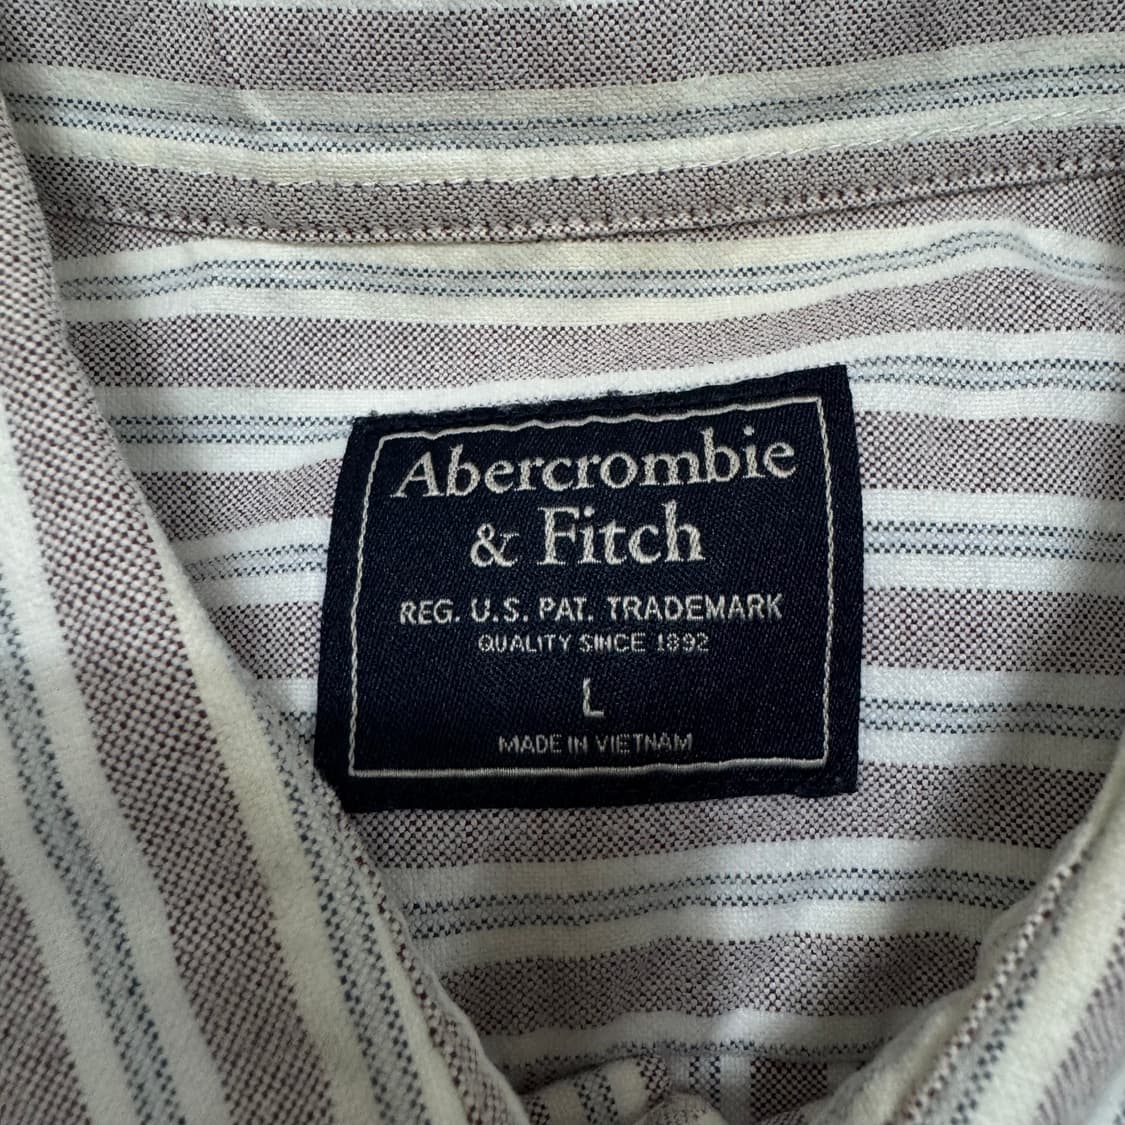 Abercrombie
& Fitch
REG. U.S. PAT. TRADEMARK
QUALITY SINCE 1892
L
MADE IN VIETNAM